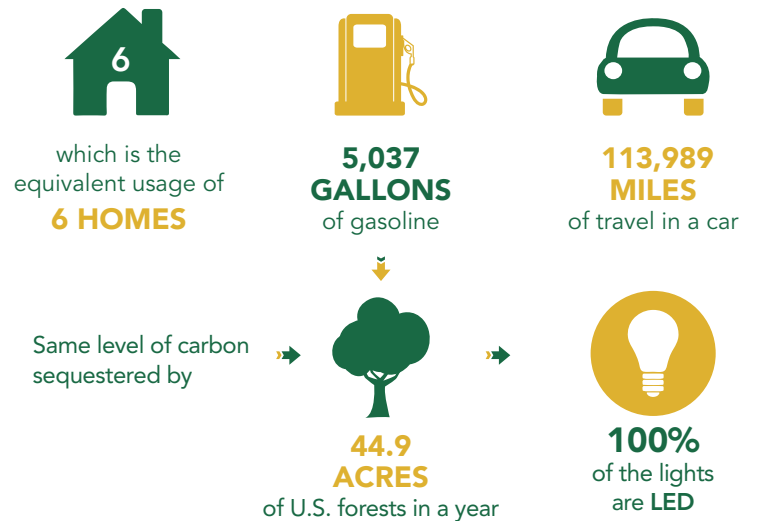 6
which is the
equivalent usage of
6 HOMES
5,037
GALLONS
of gasoline
113,989
MILES
of travel in a car
Same level of carbon
sequestered by
44.9
ACRES
of U.S. forests in a year
100%
of the lights
are LED